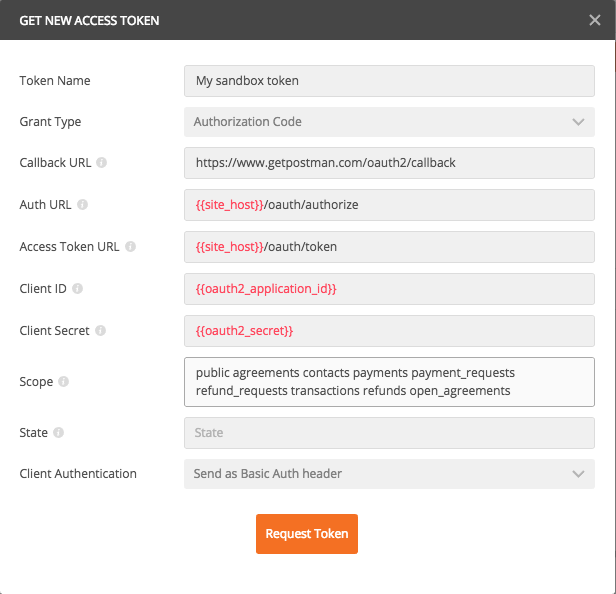 GET NEW ACCESS TOKEN
Token Name
My sandbox token
Grant Type
Authorization Code
Callback URL
https://www.getpostman.com/oauth2/callback
Auth URL
{{site_host}}/oauth/authorize
Access Token URL
{{site_host}}/oauth/token
Client ID
{{oauth2_application_id}}
Client Secret
{{oauth2_secret}}
Scope
public agreements contacts payments payment_requests
refund_requests transactions refunds open_agreements
State
State
Client Authentication
Send as Basic Auth header
Request Token